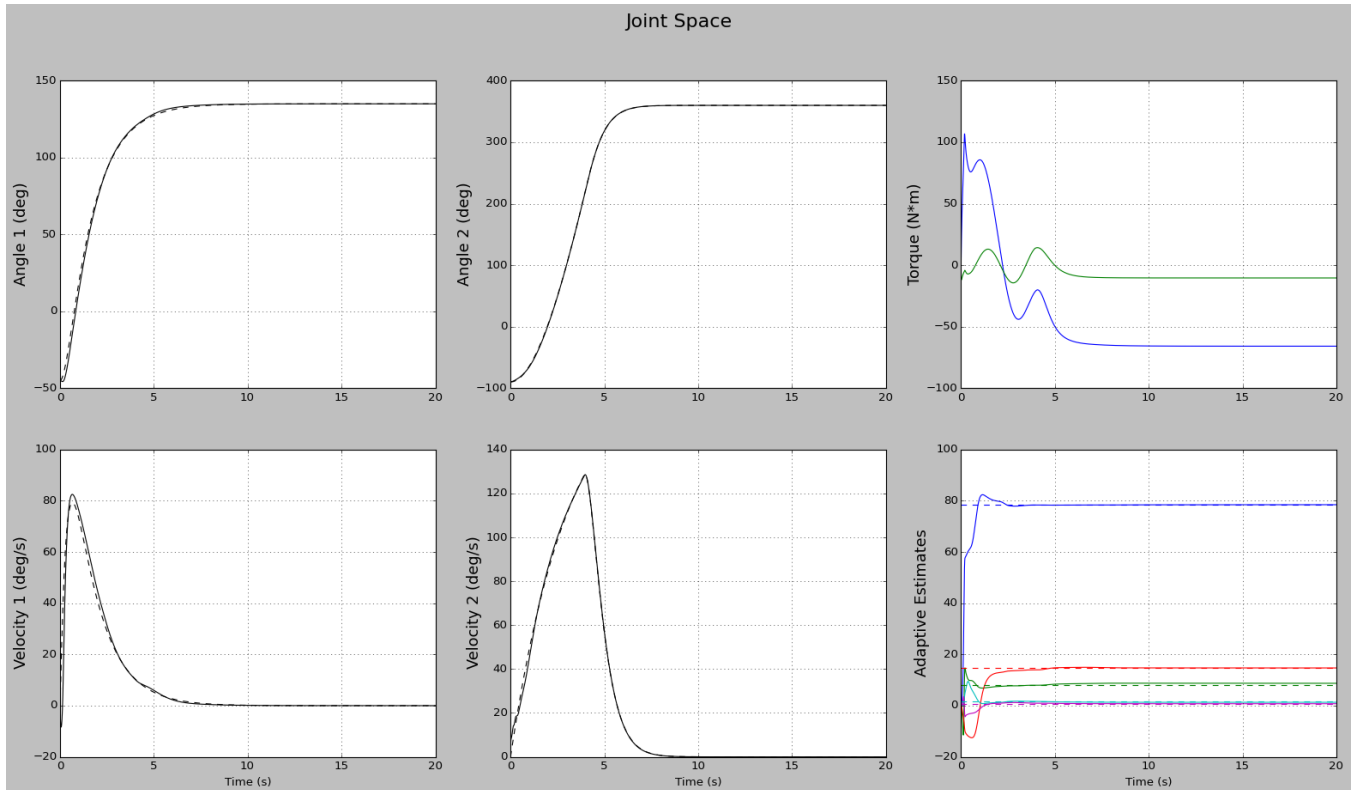 Joint Space
Angle 1 (deg)
150
100
50
0
−50
0 5 10 15 20
Angle 2 (deg)
400
300
200
100
0
−100
0 5 10 15 20
Torque (N*m)
150
100
50
0
−50
−100
0 5 10 15 20
Velocity 1 (deg/s)
100
80
60
40
20
0
−20
0 5 10 15 20
Time (s)
Velocity 2 (deg/s)
140
120
100
80
60
40
20
0
0 5 10 15 20
Time (s)
Adaptive Estimates
100
80
60
40
20
0
−20
0 5 10 15 20
Time (s)